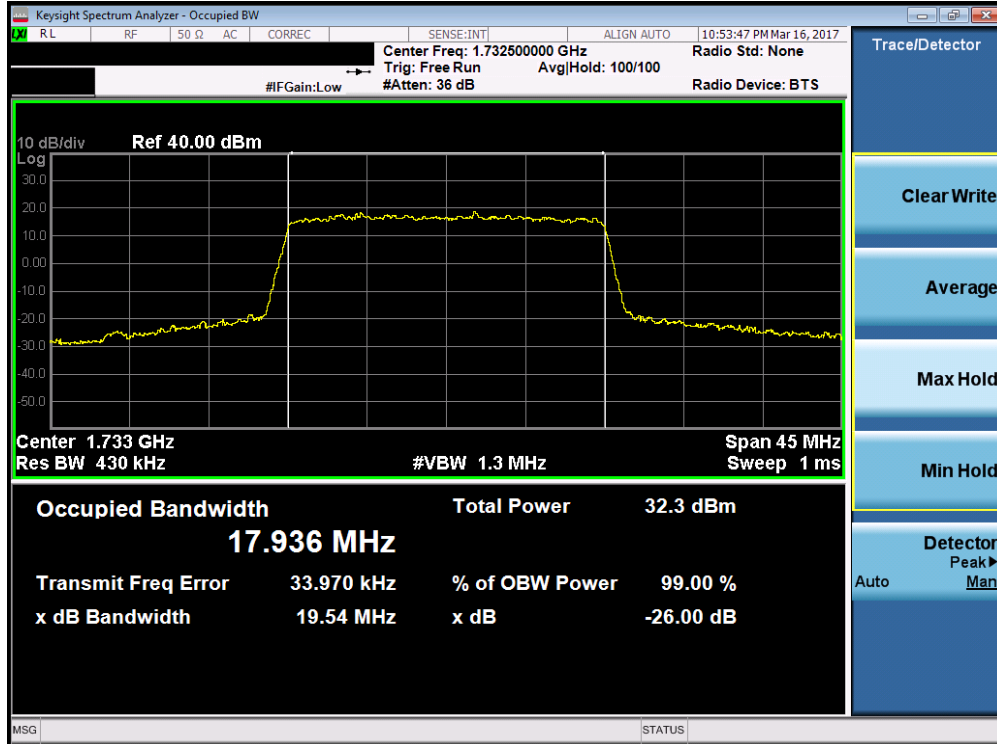 Keysight Spectrum Analyzer - Occupied BW
LXI RL RF 50 Ω AC CORREC SENSE:INT ALIGN AUTO 10:53:47 PM Mar 16, 2017
Center Freq: 1.732500000 GHz Radio Std: None
Trig: Free Run Avg|Hold: 100/100
#IFGain:Low #Atten: 36 dB Radio Device: BTS
10 dB/div Ref 40.00 dBm
Log
30.0
20.0
10.0
0.00
-10.0
-20.0
-30.0
-40.0
-50.0
Center 1.733 GHz Span 45 MHz
Res BW 430 kHz #VBW 1.3 MHz Sweep 1 ms
Occupied Bandwidth Total Power 32.3 dBm
17.936 MHz
Transmit Freq Error 33.970 kHz % of OBW Power 99.00 %
x dB Bandwidth 19.54 MHz x dB -26.00 dB
MSG STATUS
Trace/Detector
Clear Write
Average
Max Hold
Min Hold
Detector
Peak▶
Auto Man